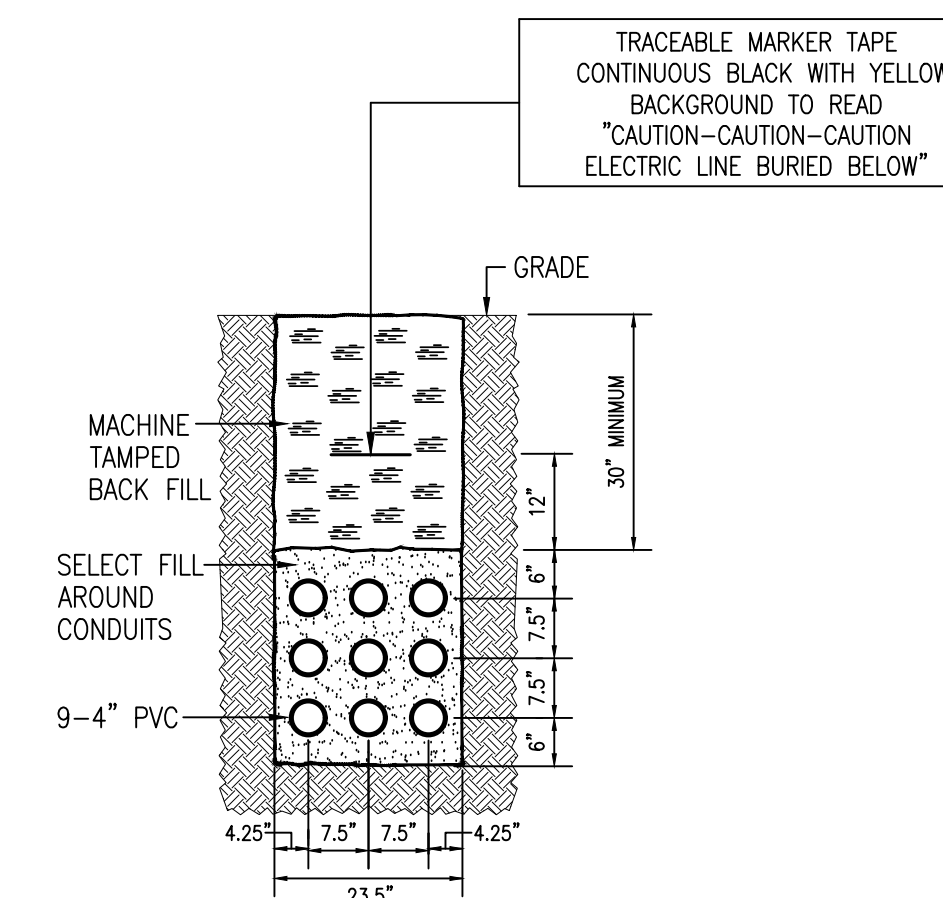 TRACEABLE MARKER TAPE
CONTINUOUS BLACK WITH YELLOW
BACKGROUND TO READ
"CAUTION-CAUTION-CAUTION
ELECTRIC LINE BURIED BELOW"
GRADE
MACHINE
TAMPED
BACK FILL
30" MINIMUM
12"
SELECT FILL
AROUND
CONDUITS
6"
7.5"
7.5"
6"
9-4" PVC
4.25"
7.5"
7.5"
4.25"
23.5"